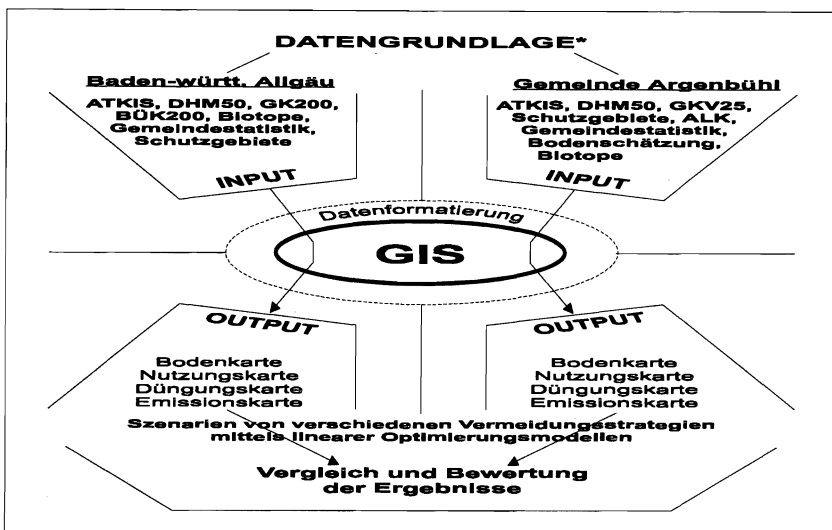 DATENGRUNDLAGE*
Baden-württ. Allgäu
ATKIS, DHM50, GK200,
BÜK200, Biotope,
Gemeindestatistik,
Schutzgebiete
INPUT
Gemeinde Argenbühl
ATKIS, DHM50, GKV25,
Schutzgebiete, ALK,
Gemeindestatistik,
Bodenschätzung,
Biotope
INPUT
Datenformatierung
GIS
OUTPUT
Bodenkarte
Nutzungskarte
Düngungskarte
Emissionskarte
OUTPUT
Bodenkarte
Nutzungskarte
Düngungskarte
Emissionskarte
Szenarien von verschiedenen Vermeidungsstrategien
mittels linearer Optimierungsmodellen
Vergleich und Bewertung
der Ergebnisse